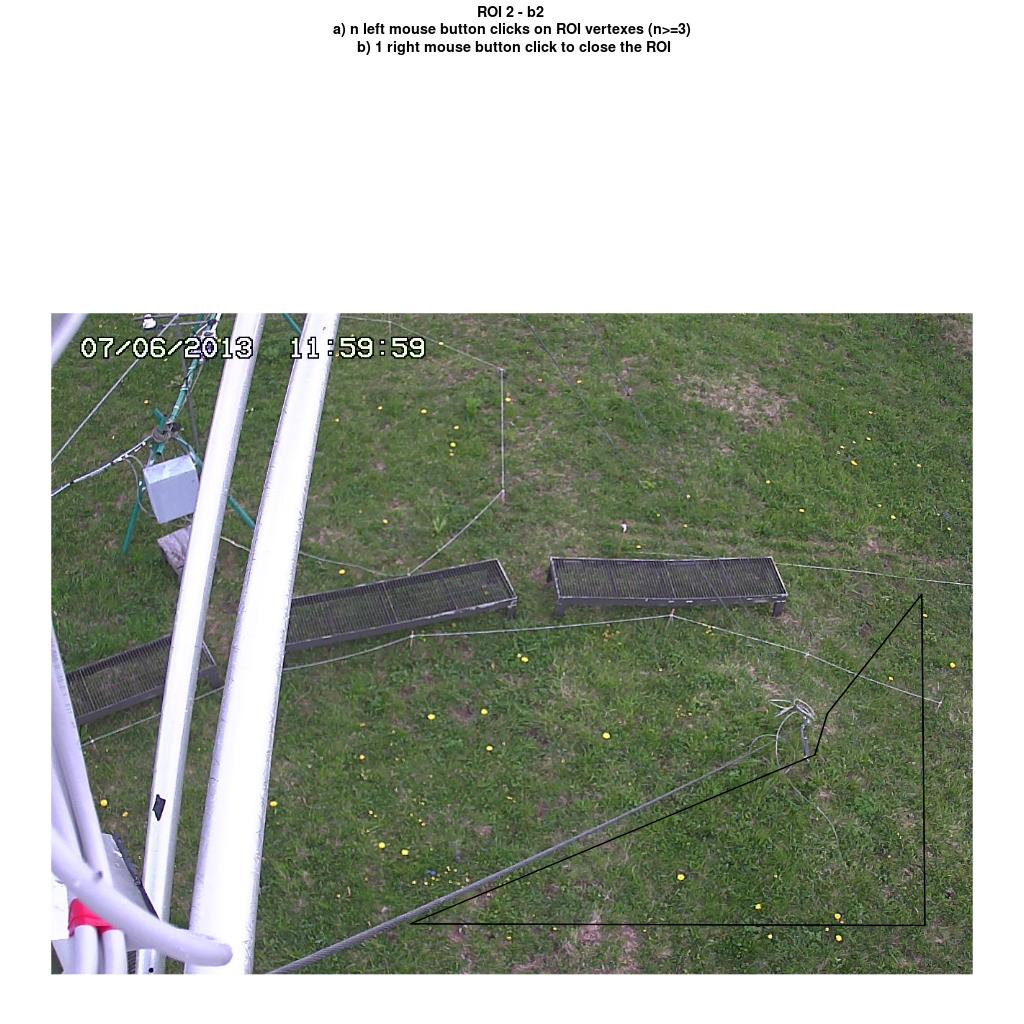 ROI 2 - b2
a) n left mouse button clicks on ROI vertexes (n>=3)
b) 1 right mouse button click to close the ROI
07/06/2013 11:59:59